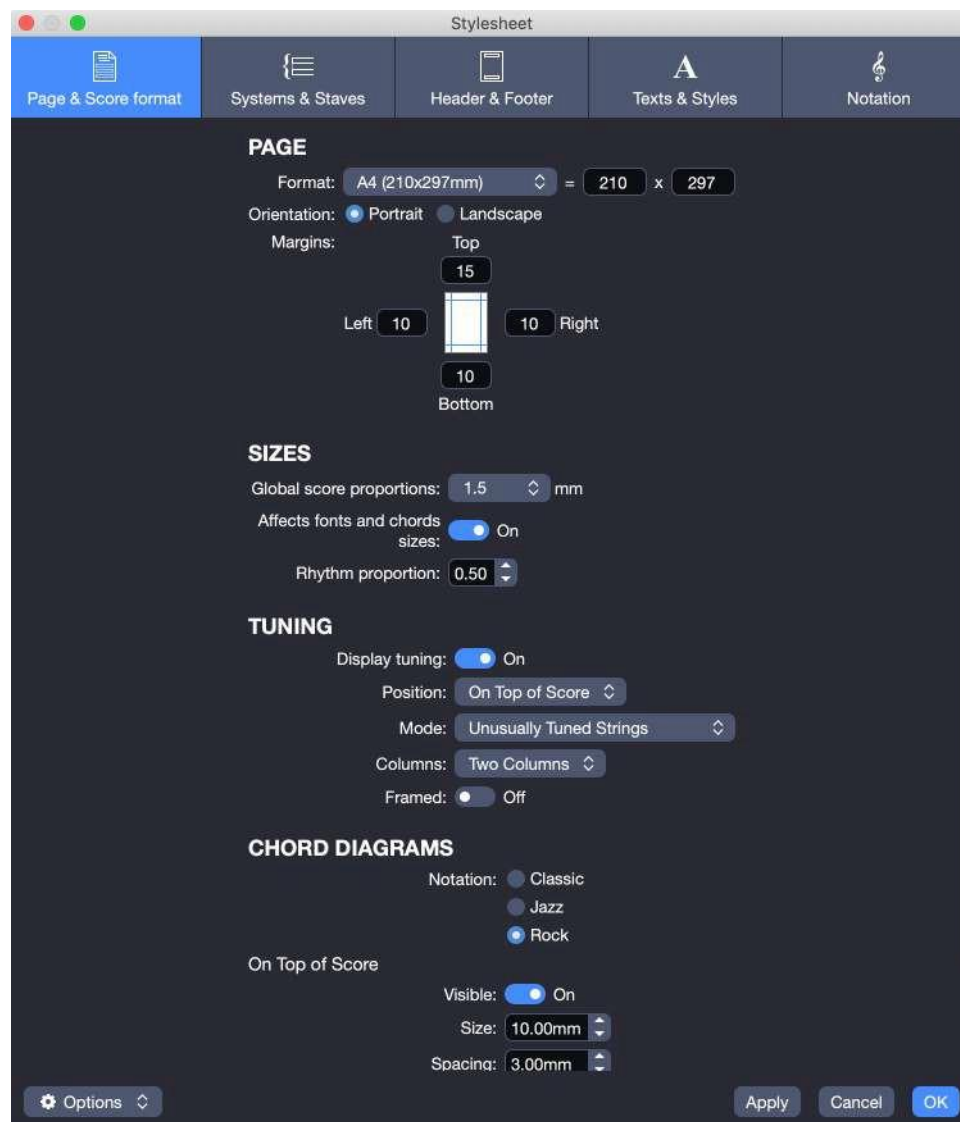 Stylesheet
Page & Score format Systems & Staves Header & Footer A Texts & Styles Notation
PAGE
Format: A4 (210x297mm) = 210 x 297
Orientation: Portrait Landscape
Margins: Top
15
Left 10 10 Right
10
Bottom
SIZES
Global score proportions: 1.5 mm
Affects fonts and chords
sizes: On
Rhythm proportion: 0.50
TUNING
Display tuning: On
Position: On Top of Score
Mode: Unusually Tuned Strings
Columns: Two Columns
Framed: Off
CHORD DIAGRAMS
Notation: Classic
Jazz
Rock
On Top of Score
Visible: On
Size: 10.00mm
Spacing: 3.00mm
Options Apply Cancel OK